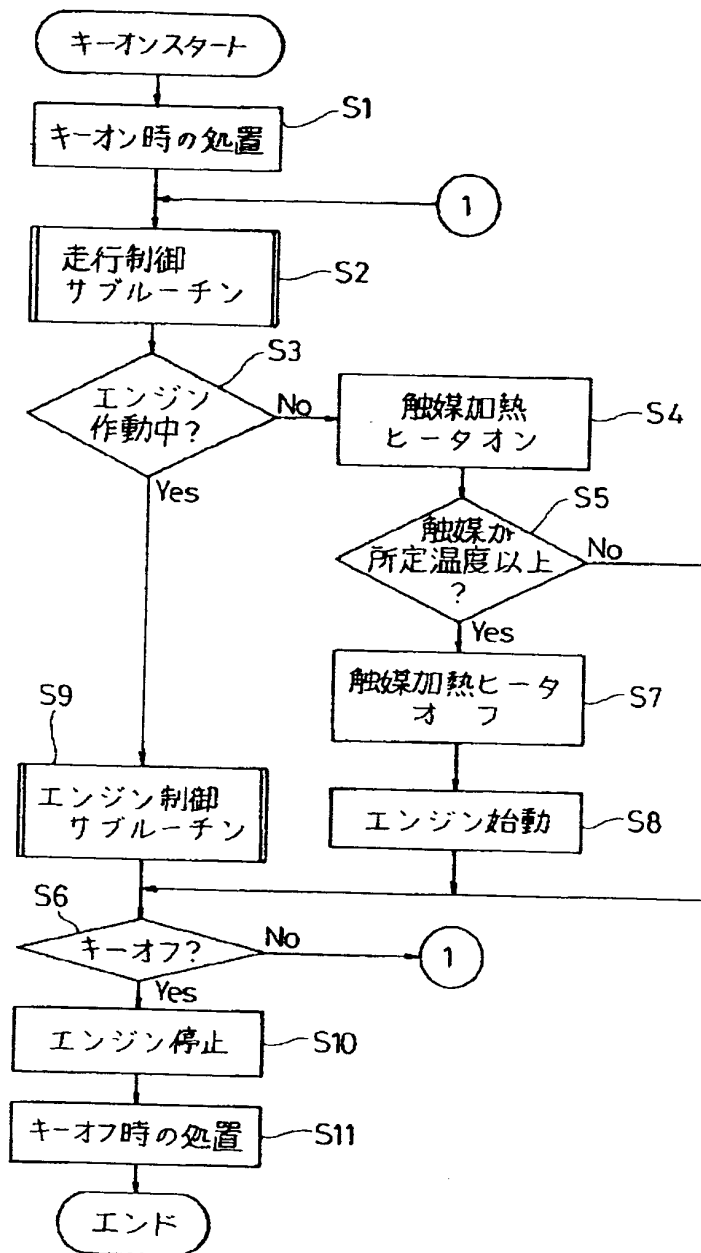 キーオンスタート
S1
キーオン時の処置
1
走行制御
サブルーチン
S2
S3
エンジン
作動中?
No
Yes
触媒加熱
ヒータオン
S4
S5
触媒が
所定温度以上
?
No
Yes
触媒加熱ヒータ
オフ
S7
S9
エンジン制御
サブルーチン
エンジン始動
S8
S6
キーオフ?
No
1
Yes
エンジン停止
S10
キーオフ時の処置
S11
エンド